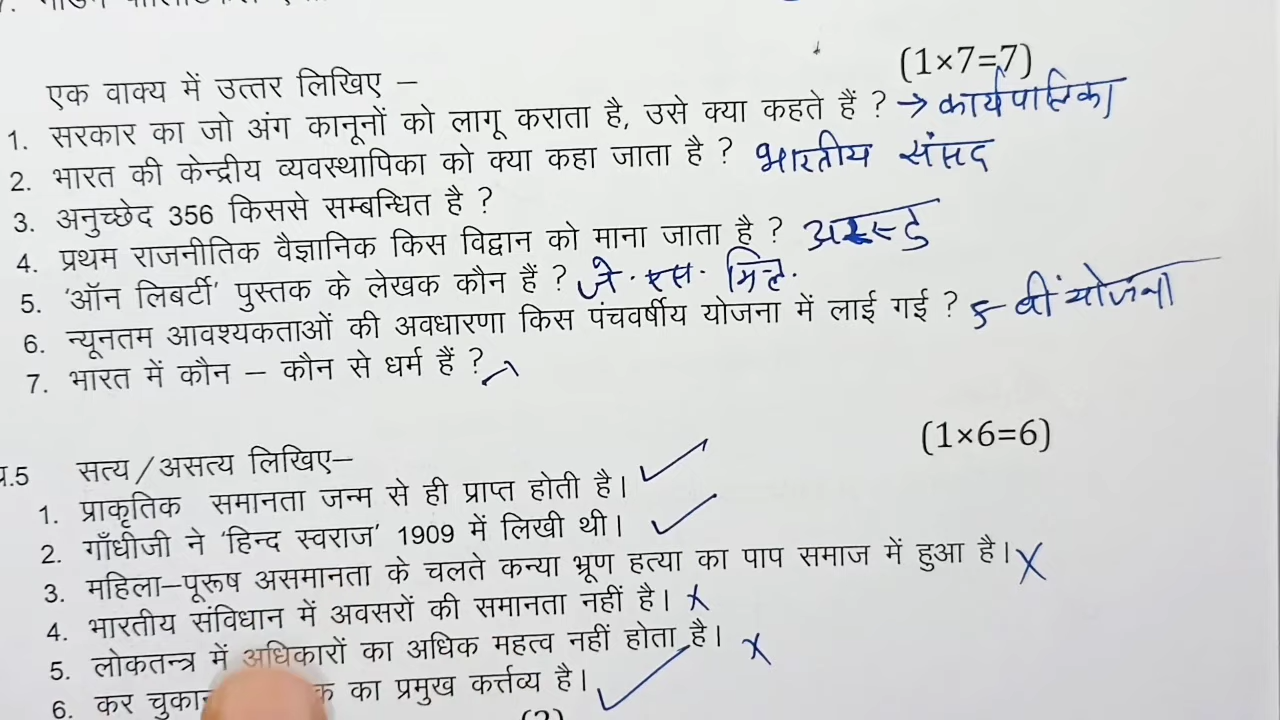 एक वाक्य में उत्तर लिखिए – (1×7=7)
1. सरकार का जो अंग कानूनों को लागू कराता है, उसे क्या कहते हैं ? → कार्यपालिका
2. भारत की केन्द्रीय व्यवस्थापिका को क्या कहा जाता है ? भारतीय संसद
3. अनुच्छेद 356 किससे सम्बन्धित है ?
4. प्रथम राजनीतिक वैज्ञानिक किस विद्वान को माना जाता है ? अरस्टु
5. 'ऑन लिबर्टी' पुस्तक के लेखक कौन हैं ? जे. एस. मिल.
6. न्यूनतम आवश्यकताओं की अवधारणा किस पंचवर्षीय योजना में लाई गई ? वीं योजना
7. भारत में कौन – कौन से धर्म हैं ?
प्र.5 सत्य/असत्य लिखिए– (1×6=6)
1. प्राकृतिक समानता जन्म से ही प्राप्त होती है। ✓
2. गाँधीजी ने 'हिन्द स्वराज' 1909 में लिखी थी। ✓
3. महिला–पूरूष असमानता के चलते कन्या भ्रूण हत्या का पाप समाज में हुआ है। X
4. भारतीय संविधान में अवसरों की समानता नहीं है। X
5. लोकतन्त्र में अधिकारों का अधिक महत्व नहीं होता है। X
6. कर चुका का प्रमुख कर्त्तव्य है। ✓